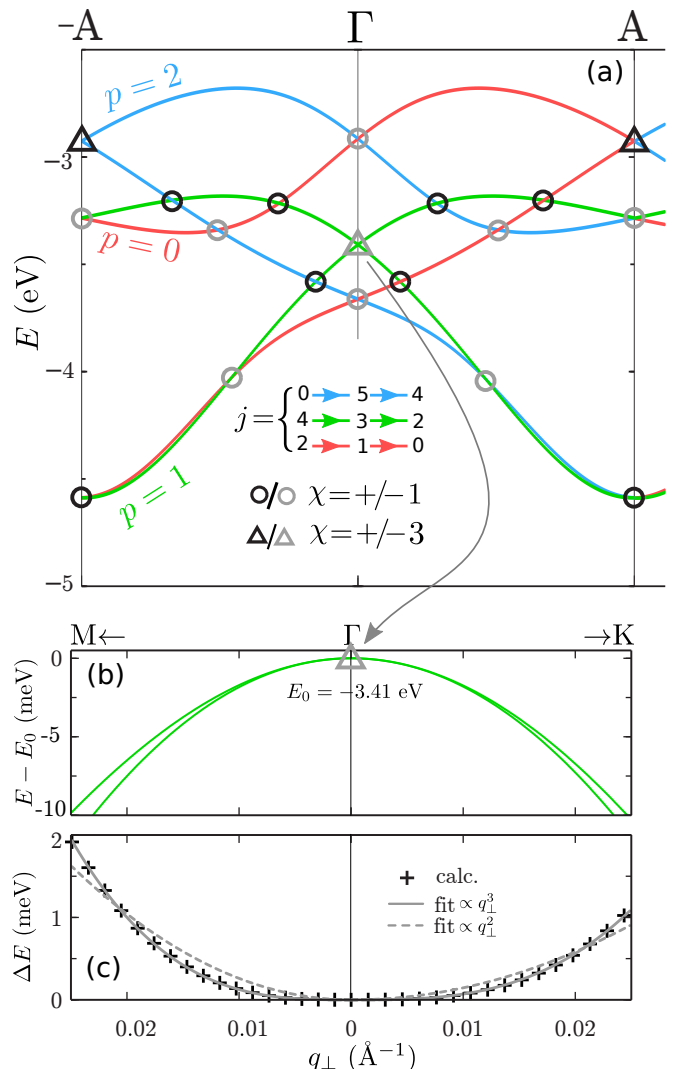 −A Γ A
p = 2
(a)
−3
p = 0
E (eV)
−4
0 5 4
j = { 4 3 2
2 1 0
p = 1
/ χ = +/−1
/ χ = +/−3
−5
M← Γ →K
0
(b)
E₀ = −3.41 eV
-5
E − E₀ (meV)
-10
2
calc.
fit ∝ q⊥³
1
fit ∝ q⊥²
ΔE (meV)
(c)
0
0.02 0.01 0 0.01 0.02
q⊥ (Å⁻¹)